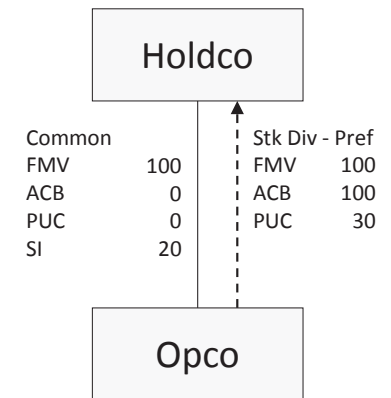 Holdco
Common
FMV 100
ACB 0
PUC 0
SI 20
Stk Div - Pref
FMV 100
ACB 100
PUC 30
Opco